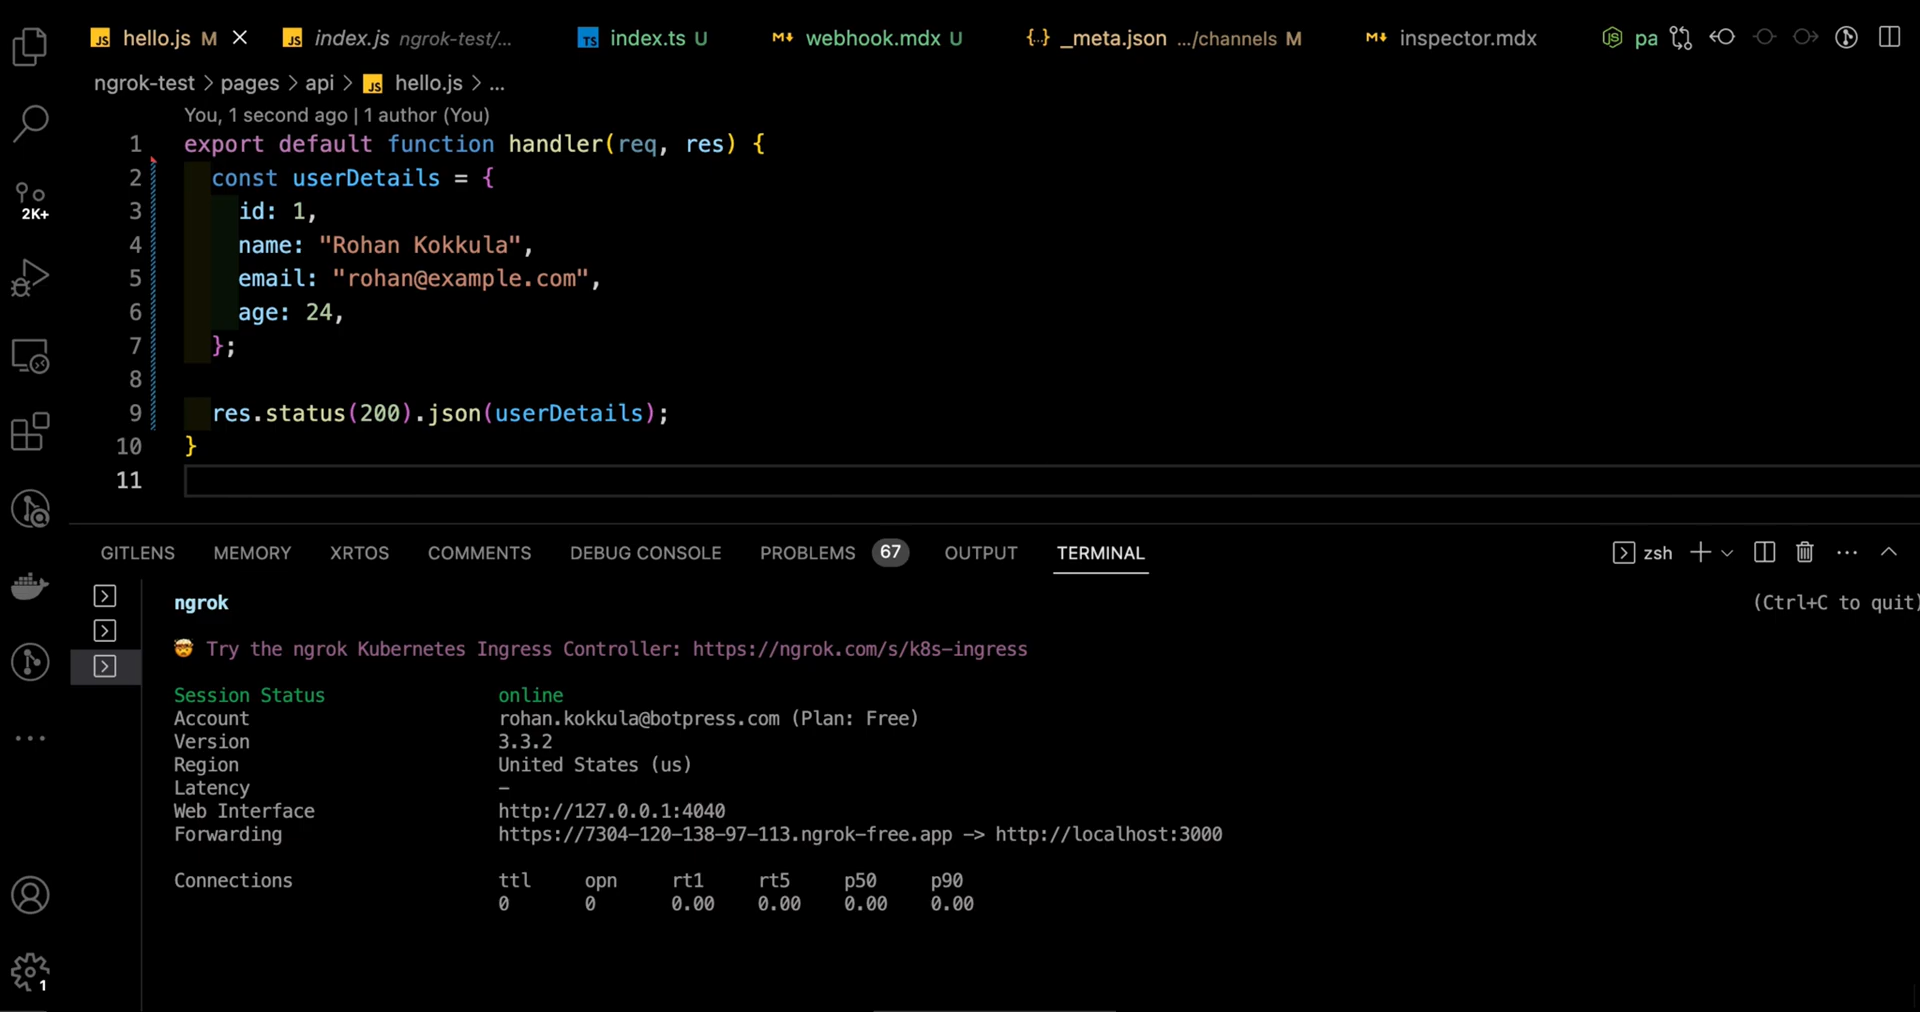 hello.js M
index.js ngrok-test/...
TS index.ts U
webhook.mdx U
{..} _meta.json .../channels M
inspector.mdx
pa
ngrok-test > pages > api > JS hello.js > ...
You, 1 second ago | 1 author (You)
1 export default function handler(req, res) {
2 const userDetails = {
3 id: 1,
4 name: "Rohan Kokkula",
5 email: "rohan@example.com",
6 age: 24,
7 };
8
9 res.status(200).json(userDetails);
10 }
11
2K+
GITLENS MEMORY XRTOS COMMENTS DEBUG CONSOLE PROBLEMS 67 OUTPUT TERMINAL zsh
ngrok (Ctrl+C to quit)
🤯 Try the ngrok Kubernetes Ingress Controller: https://ngrok.com/s/k8s-ingress
Session Status online
Account rohan.kokkula@botpress.com (Plan: Free)
Version 3.3.2
Region United States (us)
Latency -
Web Interface http://127.0.0.1:4040
Forwarding https://7304-120-138-97-113.ngrok-free.app -> http://localhost:3000
Connections ttl opn rt1 rt5 p50 p90
0 0 0.00 0.00 0.00 0.00
1